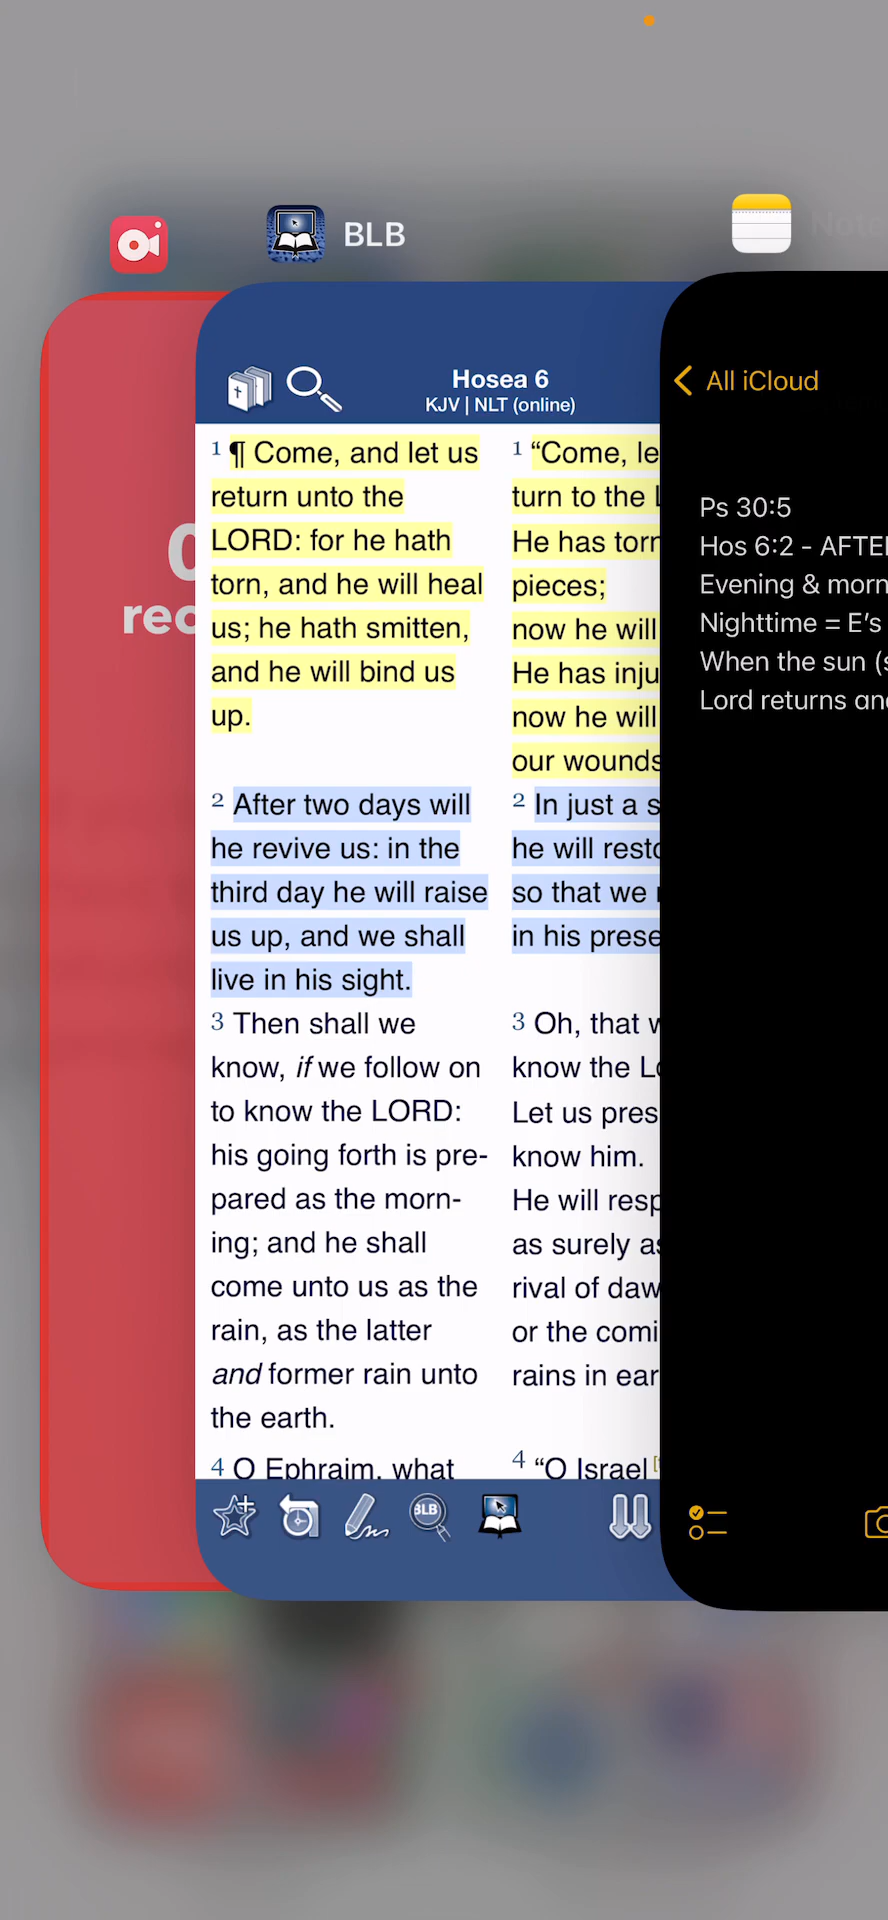 BLB
Hosea 6
KJV | NLT (online)
1 ¶ Come, and let us
return unto the
LORD: for he hath
torn, and he will heal
us; he hath smitten,
and he will bind us
up.
2 After two days will
he revive us: in the
third day he will raise
us up, and we shall
live in his sight.
3 Then shall we
know, if we follow on
to know the LORD:
his going forth is pre-
pared as the morn-
ing; and he shall
come unto us as the
rain, as the latter
and former rain unto
the earth.
4 O Ephraim, what
1 “Come, le
turn to the
He has torn
pieces;
now he will
He has inju
now he will
our wounds
2 In just a s
he will resto
so that we
in his prese
3 Oh, that w
know the Lo
Let us pres
know him.
He will resp
as surely as
rival of daw
or the comi
rains in ear
4 “O Israel
BLB
rec
All iCloud
Ps 30:5
Hos 6:2 - AFTE
Evening & morn
Nighttime = E’s
When the sun (s
Lord returns and